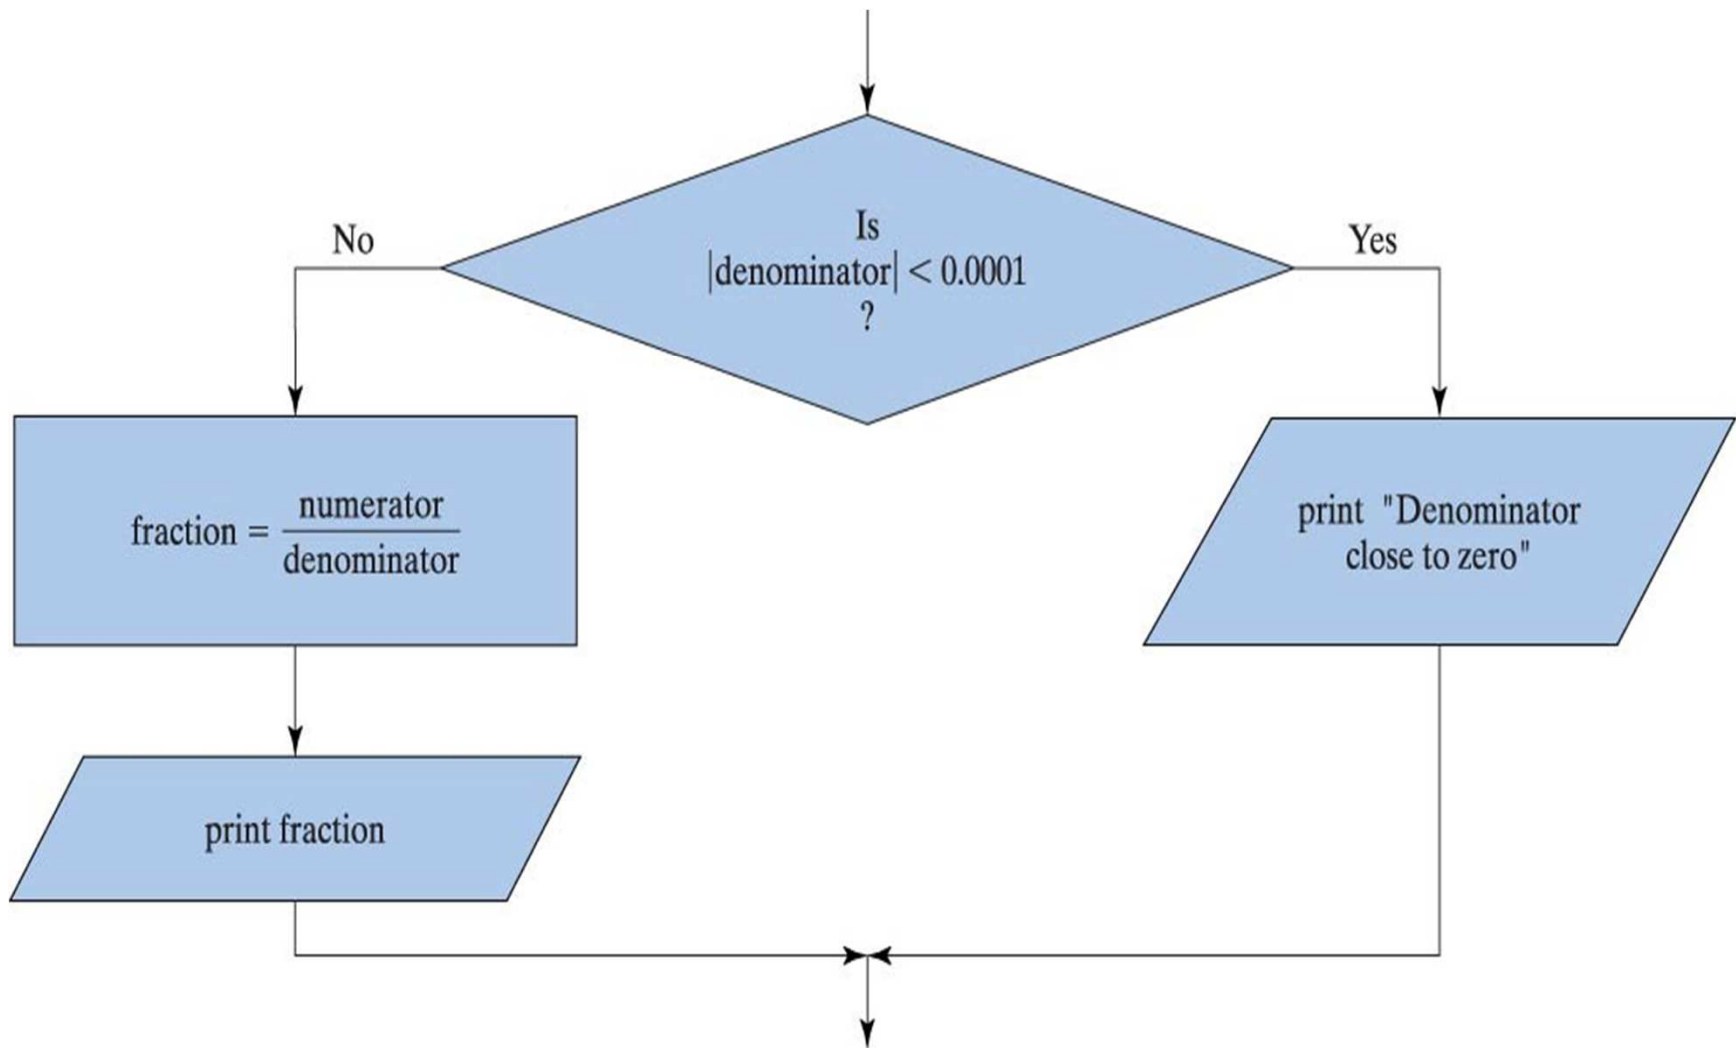 Is
|denominator| < 0.0001
?
No
Yes
fraction = numerator
denominator
print "Denominator
close to zero"
print fraction